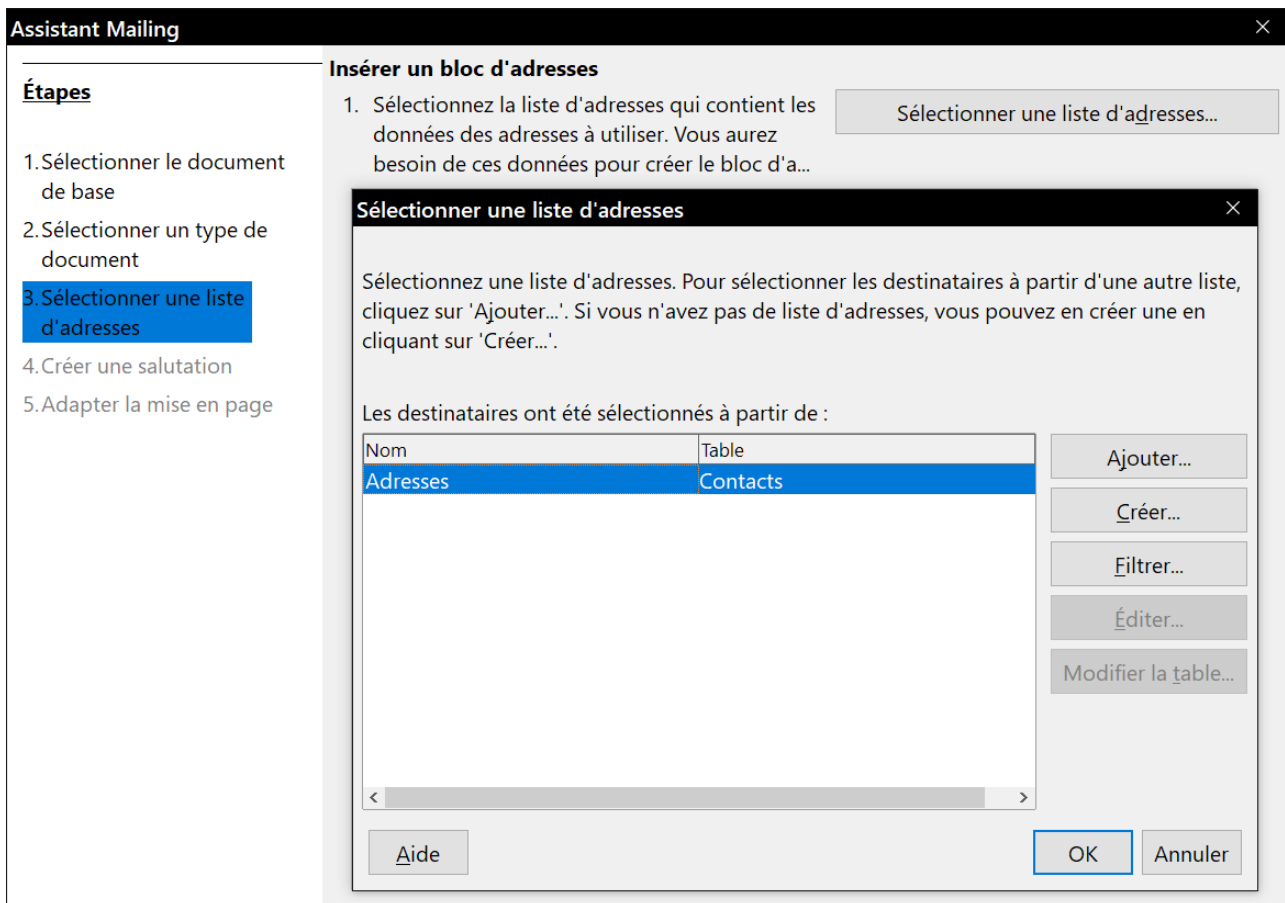 Assistant Mailing
Étapes
1.Sélectionner le document
de base
2.Sélectionner un type de
document
3.Sélectionner une liste
d'adresses
4.Créer une salutation
5.Adapter la mise en page
Insérer un bloc d'adresses
1. Sélectionnez la liste d'adresses qui contient les
données des adresses à utiliser. Vous aurez
besoin de ces données pour créer le bloc d'a...
Sélectionner une liste d'adresses...
Sélectionner une liste d'adresses
Sélectionnez une liste d'adresses. Pour sélectionner les destinataires à partir d'une autre liste,
cliquez sur 'Ajouter...'. Si vous n'avez pas de liste d'adresses, vous pouvez en créer une en
cliquant sur 'Créer...'.
Les destinataires ont été sélectionnés à partir de :
Nom Table
Adresses Contacts
Ajouter...
Créer...
Filtrer...
Éditer...
Modifier la table...
Aide
OK
Annuler